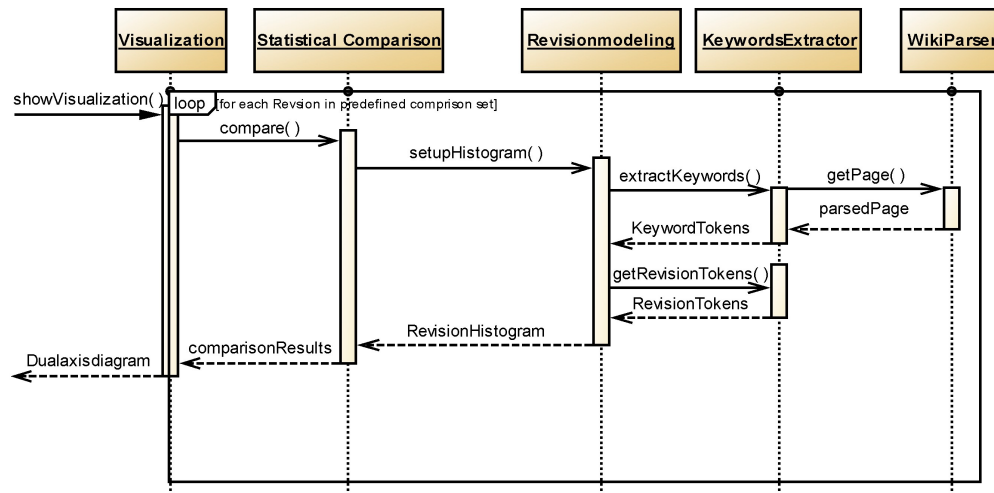 Visualization
Statistical Comparison
Revisionmodeling
KeywordsExtractor
WikiParser
showVisualization( )
loop
[for each Revsion in predefined comprison set]
compare( )
setupHistogram( )
extractKeywords( )
getPage( )
parsedPage
KeywordTokens
getRevisionTokens( )
RevisionTokens
RevisionHistogram
comparisonResults
Dualaxisdiagram